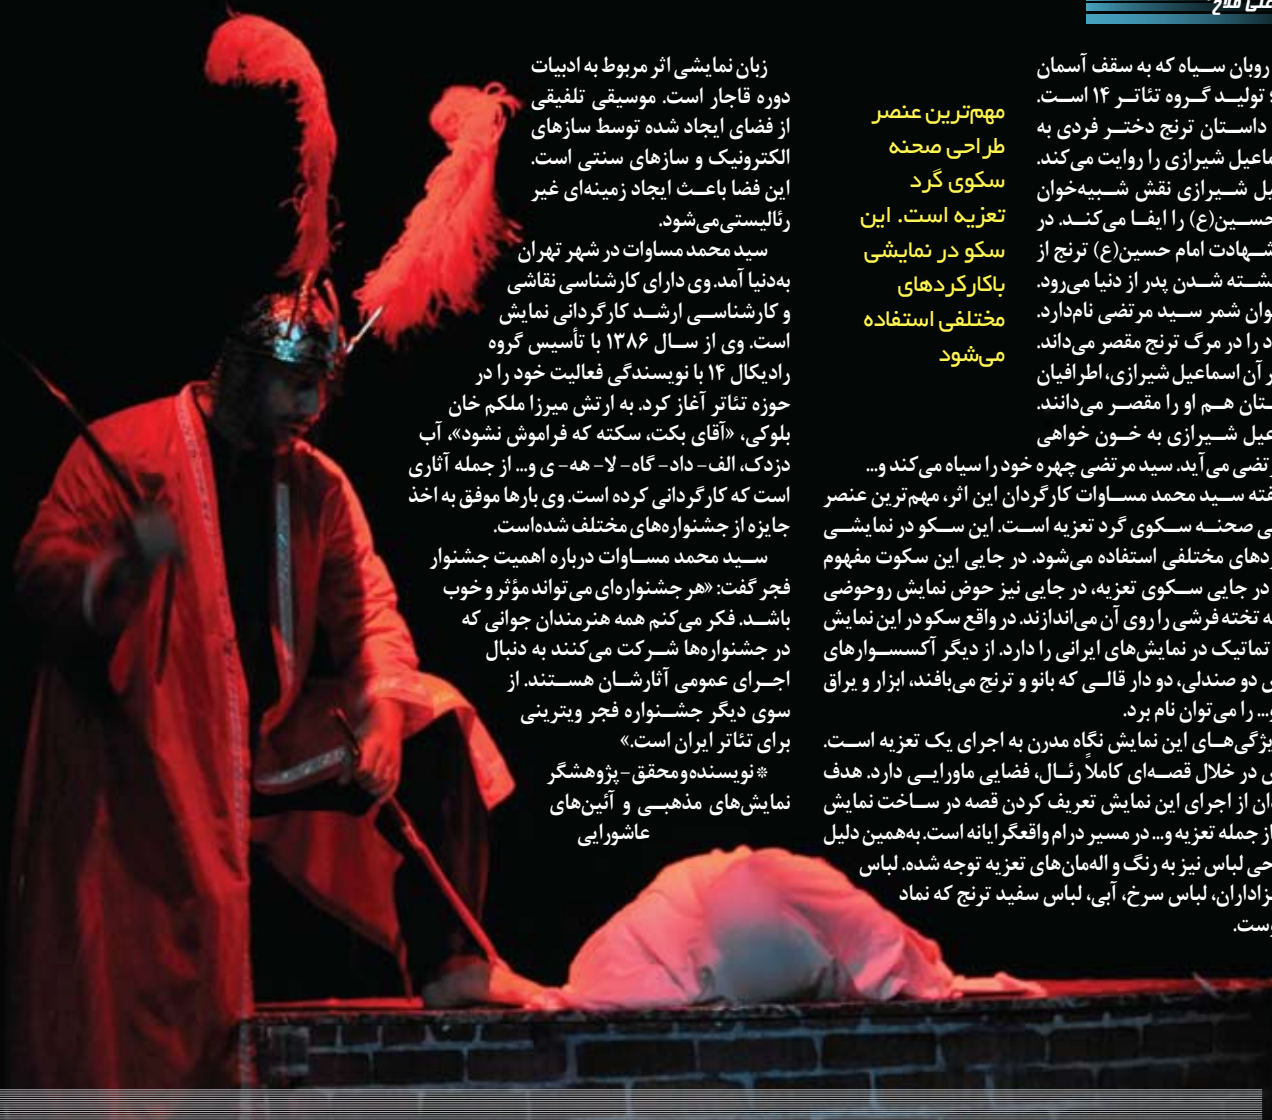 روبان سیاه که به سقف آسمان
تولید گروه تئاتر ۱۴ است.
داستان ترنج دختر فردی به
شیرازی را روایت می‌کند.
شیرازی نقش شبیه‌خوان
حسین(ع) را ایفا می‌کند. در
شهادت امام حسین(ع) ترنج از
شدن پدر از دنیا می‌رود.
شمر سید مرتضی نام‌دارد.
را در مرگ ترنج مقصر می‌داند.
آن اسماعیل شیرازی، اطرافیان
هم او را مقصر می‌دانند.
شیرازی به خون خواهی
می‌آید. سید مرتضی چهره خود را سیاه می‌کند و...
سید محمد مساوات کارگردان این اثر، مهم‌ترین عنصر
صحنه سکوی گرد تعزیه است. این سکو در نمایشی
مختلفی استفاده می‌شود. در جایی این سکوت مفهوم
در جایی سکوی تعزیه، در جایی نیز حوض نمایش روحوضی
تخته فرشی را روی آن می‌اندازند. در واقع سکو در این نمایش
تماتیک در نمایش‌های ایرانی را دارد. از دیگر آکسسوارهای
دو صندلی، دو دار قالی که بانو و ترنج می‌بافند، ابزار و یراق
و... را می‌توان نام برد.
این نمایش نگاه مدرن به اجرای یک تعزیه است.
در خلال قصه‌ای کاملاً رئال، فضایی ماورایی دارد. هدف
از اجرای این نمایش تعریف کردن قصه در ساخت نمایش
از جمله تعزیه و... در مسیر درام واقعگرایانه است. به‌همین دلیل
لباس نیز به رنگ و اله‌مان‌های تعزیه توجه شده. لباس
لباس سرخ، آبی، لباس سفید ترنج که نماد
مهم‌ترین عنصر
طراحی صحنه
سکوی گرد
تعزیه است. این
سکو در نمایشی
باکارکردهای
مختلفی استفاده
می‌شود
زبان نمایشی اثر مربوط به ادبیات
دوره قاجار است. موسیقی تلفیقی
از فضای ایجاد شده توسط سازهای
الکترونیک و سازهای سنتی است.
این فضا باعث ایجاد زمینه‌ای غیر
رئالیستی‌می‌شود.
سید محمد مساوات در شهر تهران
به‌دنیا آمد. وی دارای کارشناسی نقاشی
و کارشناسی ارشد کارگردانی نمایش
است. وی از سال ۱۳۸۶ با تأسیس گروه
رادیکال ۱۴ با نویسندگی فعالیت خود را در
حوزه تئاتر آغاز کرد. به ارتش میرزا ملکم خان
بلوکی، «آقای بکت، سکته که فراموش نشود»، آب
دزدک، الف- داد- گاه- لا- هه- ی و... از جمله آثاری
است که کارگردانی کرده است. وی بارها موفق به اخذ
جایزه از جشنواره‌های مختلف شده‌است.
سید محمد مساوات درباره اهمیت جشنوار
فجر گفت: «هر جشنواره‌ای می‌تواند مؤثر و خوب
باشد. فکر می‌کنم همه هنرمندان جوانی که
در جشنواره‌ها شرکت می‌کنند به دنبال
اجرای عمومی آثارشان هستند. از
سوی دیگر جشنواره فجر ویترینی
برای تئاتر ایران است.»
*نویسنده‌ومحقق-پژوهشگر
نمایش‌های مذهبی و آئین‌های
عاشورایی